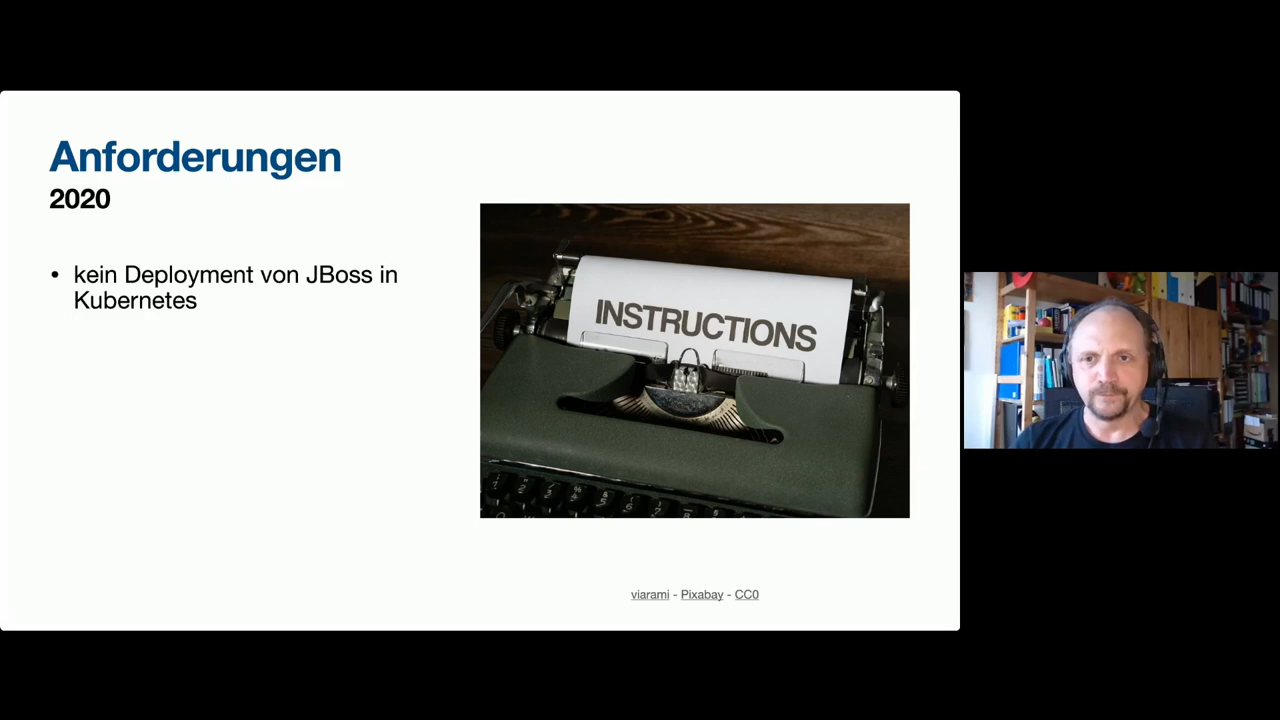 Anforderungen
2020
• kein Deployment von JBoss in
Kubernetes
INSTRUCTIONS
viarami - Pixabay - CC0